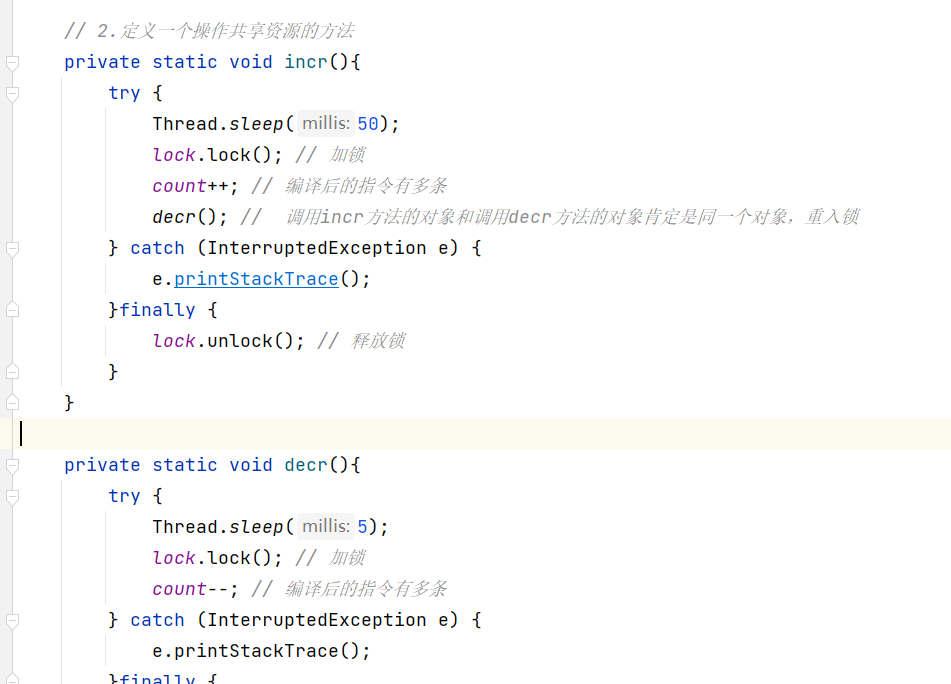 // 2.定义一个操作共享资源的方法
private static void incr(){
try {
Thread.sleep( millis: 50);
lock.lock(); // 加锁
count++; // 编译后的指令有多条
decr(); //  调用incr方法的对象和调用decr方法的对象肯定是同一个对象，重入锁
} catch (InterruptedException e) {
e.printStackTrace();
}finally {
lock.unlock(); // 释放锁
}
}
private static void decr(){
try {
Thread.sleep( millis: 5);
lock.lock(); // 加锁
count--; // 编译后的指令有多条
} catch (InterruptedException e) {
e.printStackTrace();
}finally {